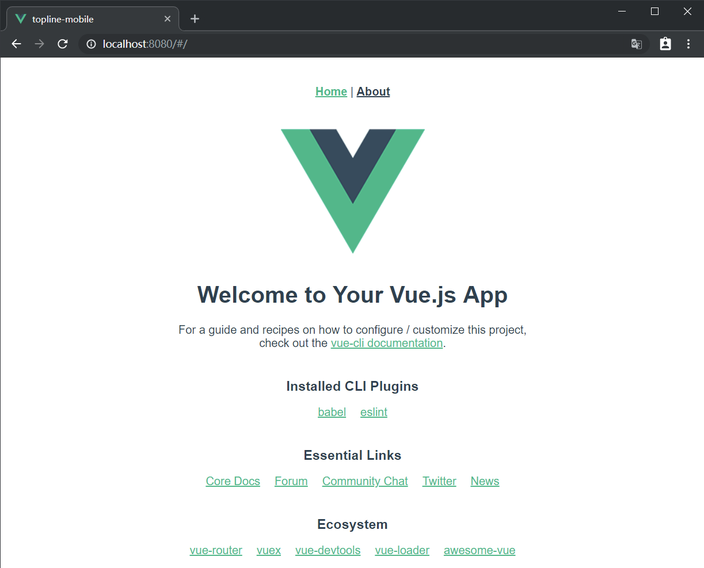 topline-mobile
localhost:8080/#/
Home | About
Welcome to Your Vue.js App
For a guide and recipes on how to configure / customize this project,
check out the vue-cli documentation.
Installed CLI Plugins
babel eslint
Essential Links
Core Docs Forum Community Chat Twitter News
Ecosystem
vue-router vuex vue-devtools vue-loader awesome-vue